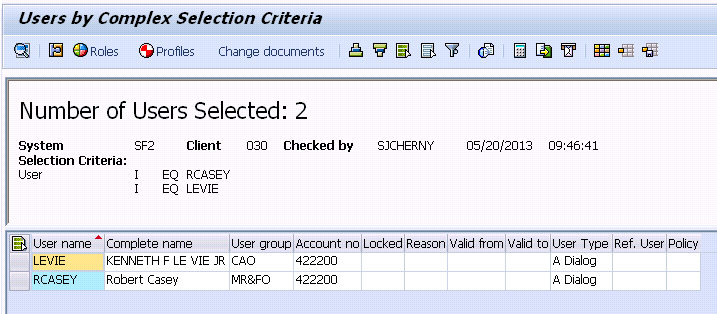 Users by Complex Selection Criteria
Roles Profiles Change documents
Number of Users Selected: 2
System SF2 Client 030 Checked by SJCHERNY 05/20/2013 09:46:41
Selection Criteria:
User I EQ RCASEY
I EQ LEVIE
User name Complete name User group Account no Locked Reason Valid from Valid to User Type Ref. User Policy
LEVIE KENNETH F LE VIE JR CAO 422200 A Dialog
RCASEY Robert Casey MR&FO 422200 A Dialog